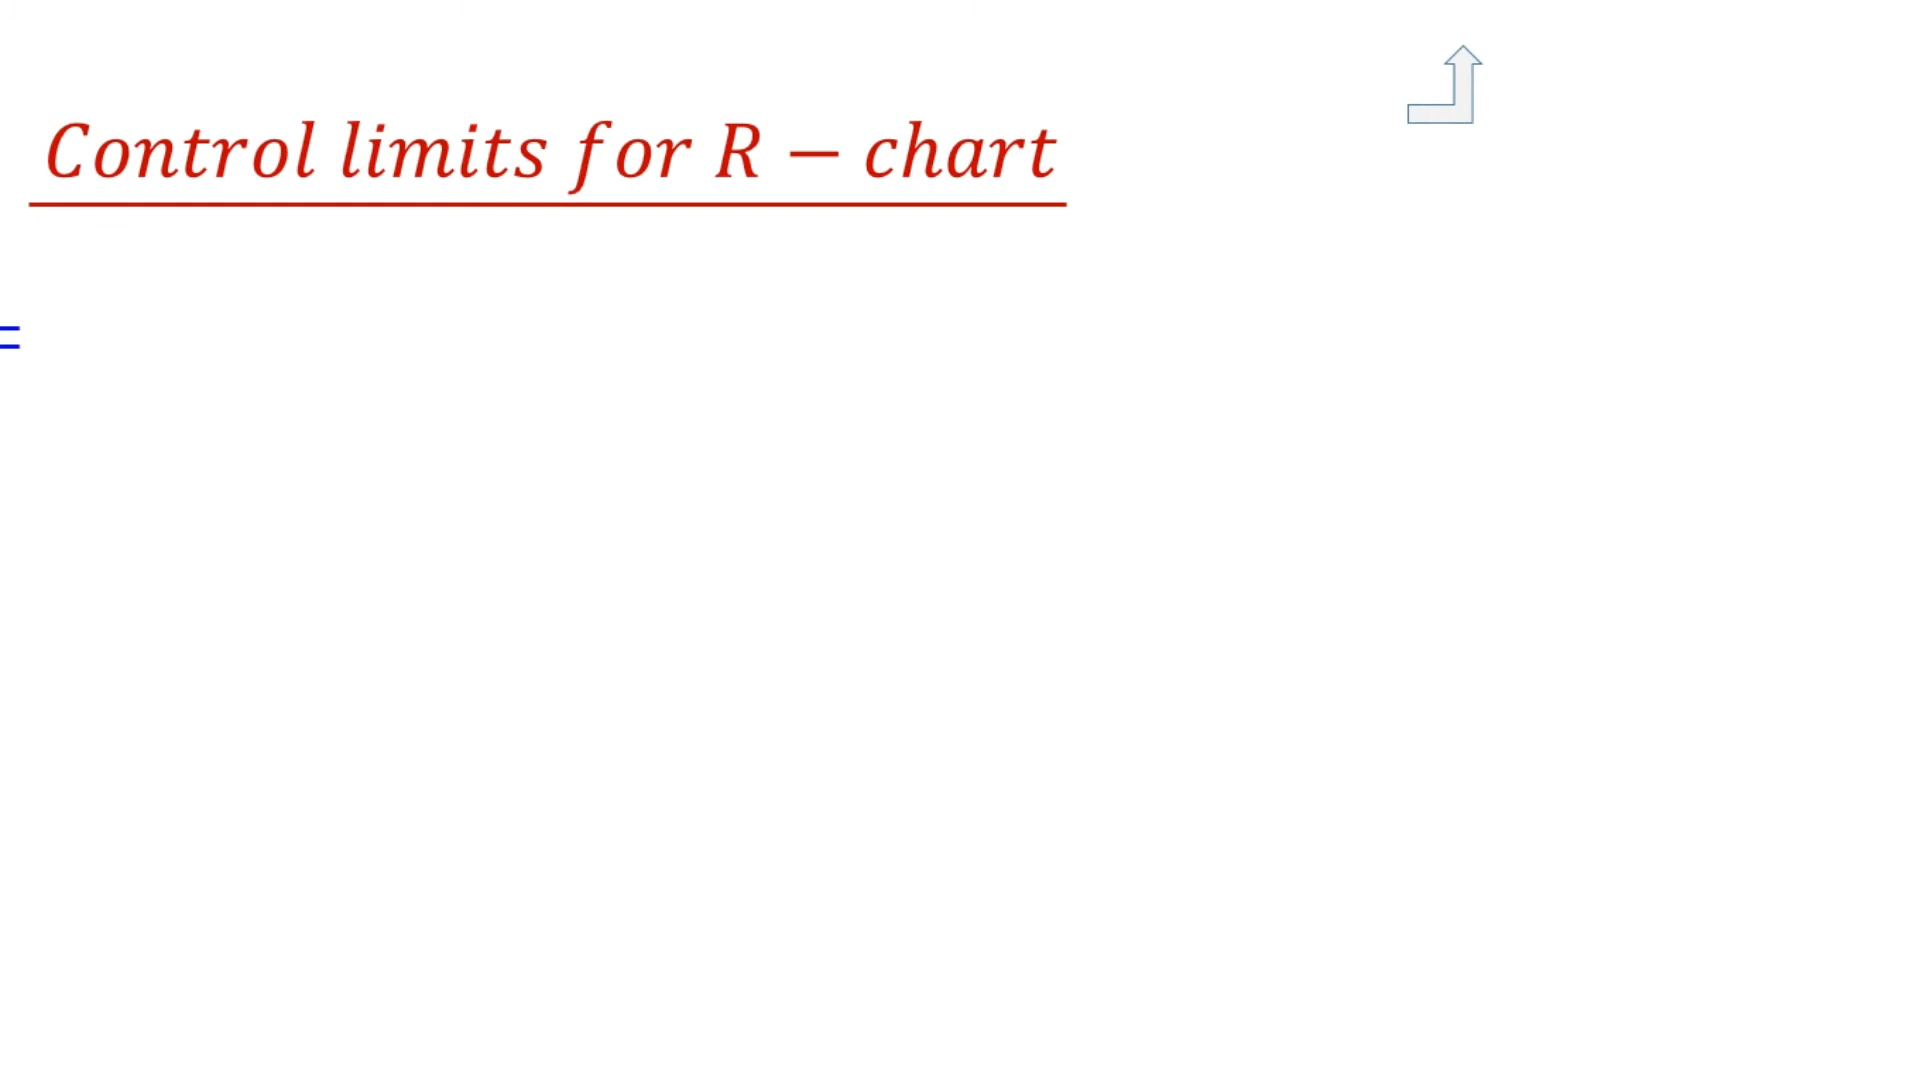 Control limits for R − chart
=